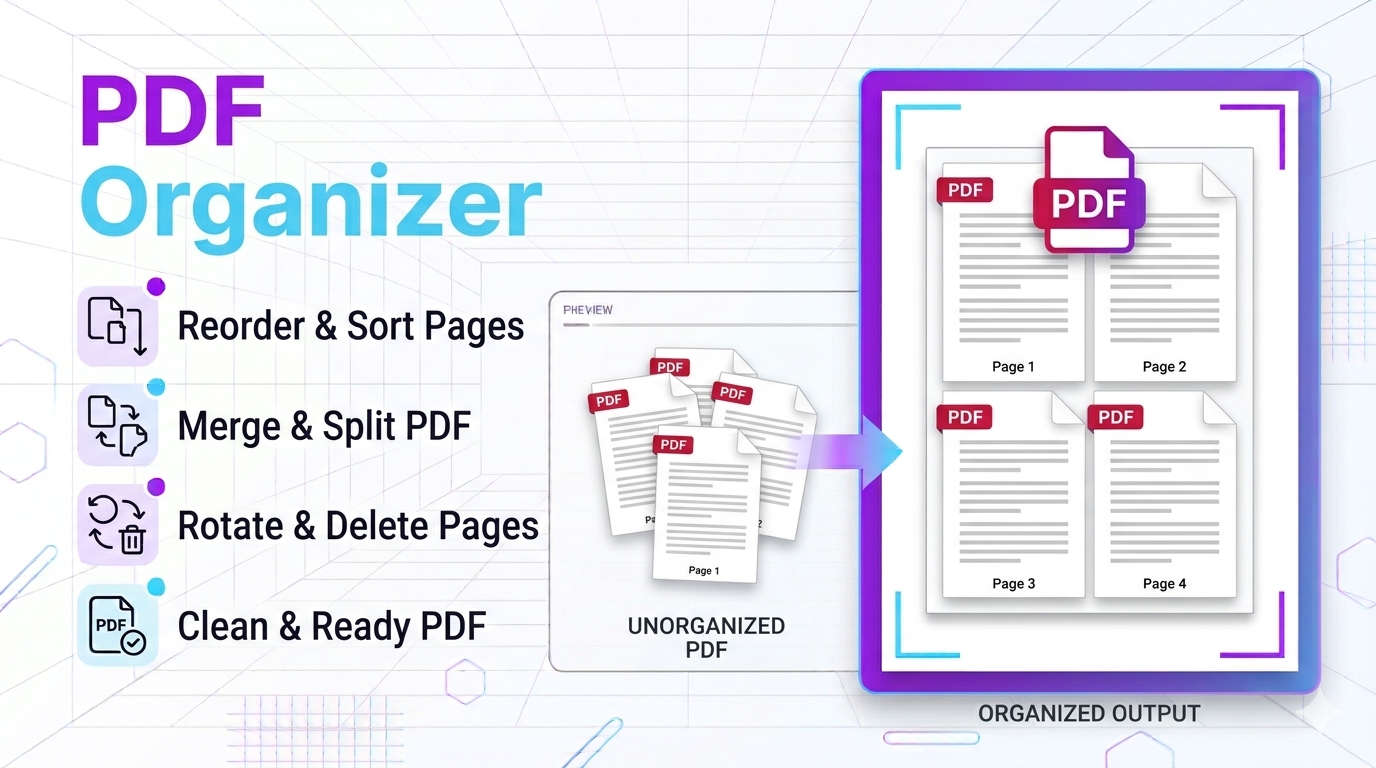 PDF
Organizer
Reorder & Sort Pages
Merge & Split PDF
Rotate & Delete Pages
PDF
Clean & Ready PDF
PHEVIEW
PDF
PDF
PDF
PDF
Page 1
UNORGANIZED
PDF
PDF
PDF
Page 1
Page 2
PDF
PDF
Page 3
Page 4
ORGANIZED OUTPUT